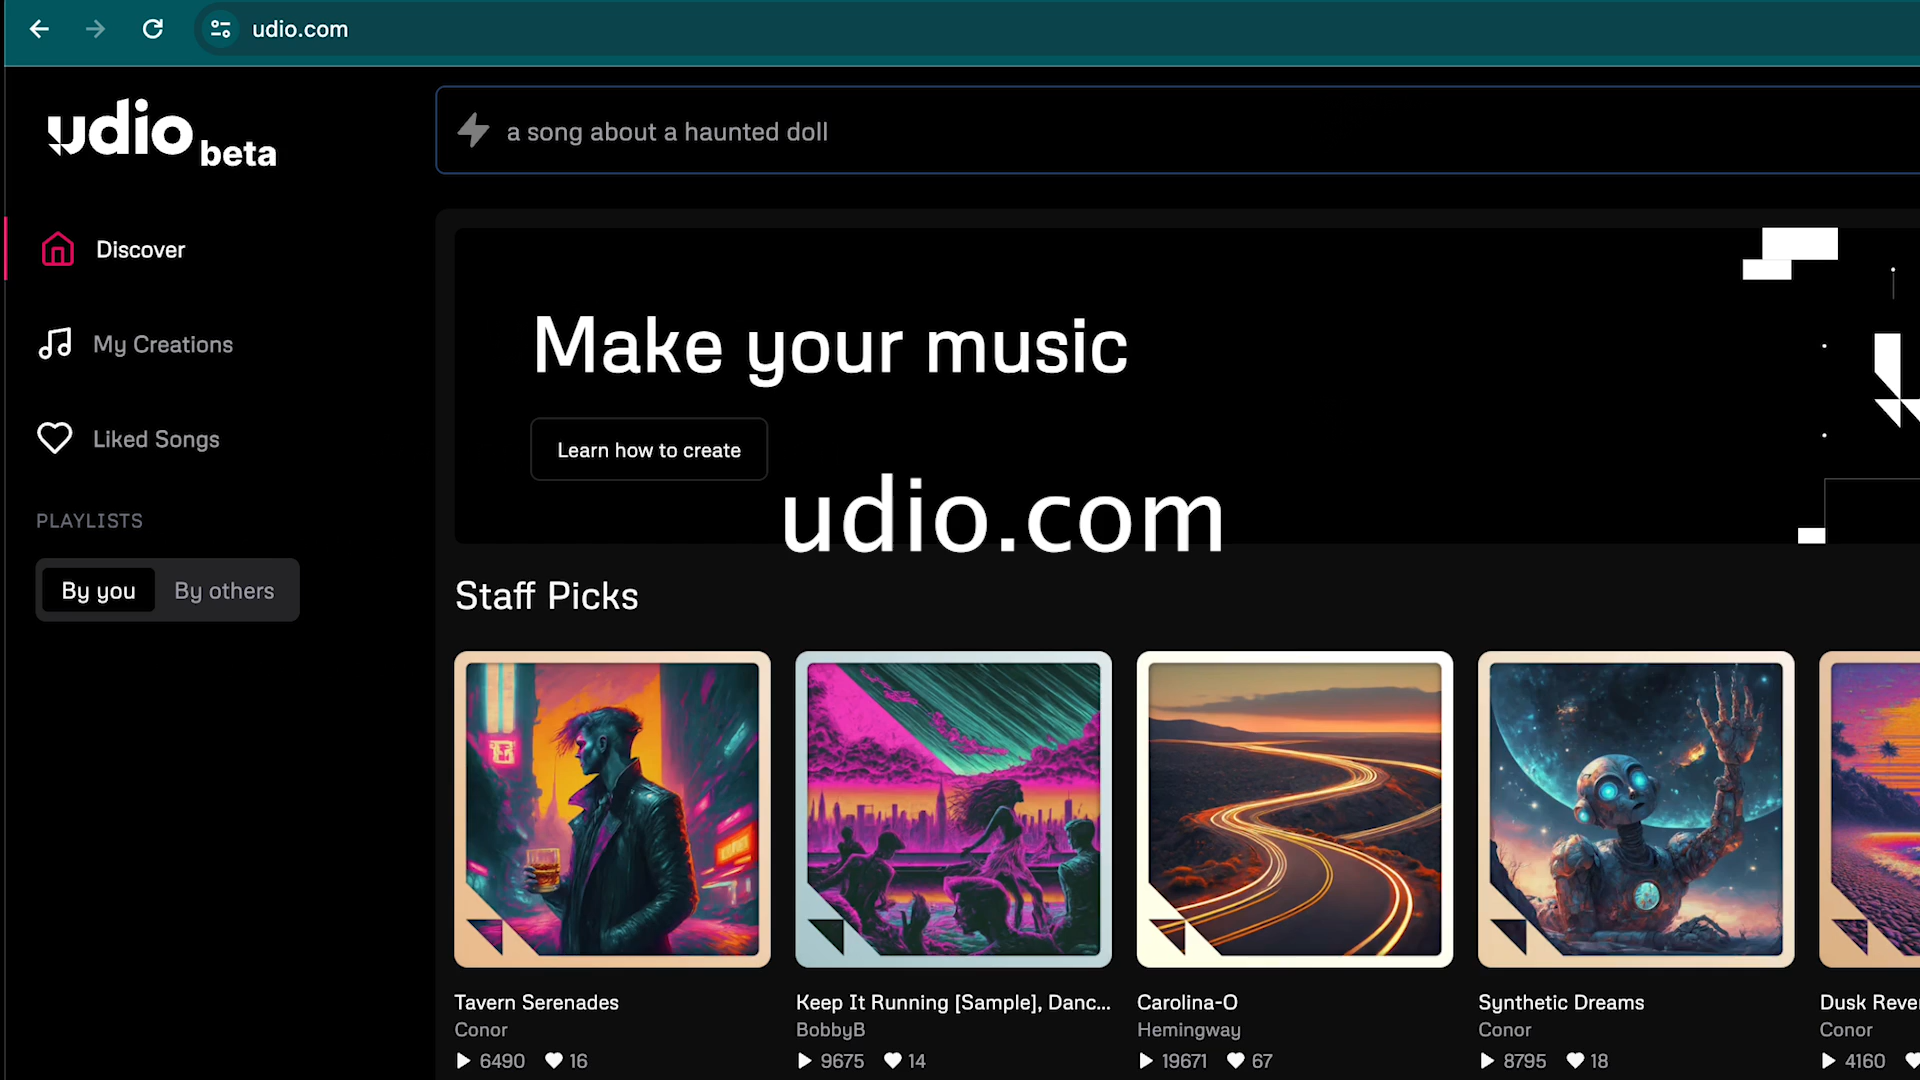 udio.com
udio beta
a song about a haunted doll
Discover
My Creations
Liked Songs
PLAYLISTS
By you
By others
Make your music
Learn how to create
udio.com
Staff Picks
Tavern Serenades
Conor
6490 16
Keep It Running [Sample], Danc...
BobbyB
9675 14
Carolina-O
Hemingway
19671 67
Synthetic Dreams
Conor
8795 18
Dusk Reve
Conor
4160